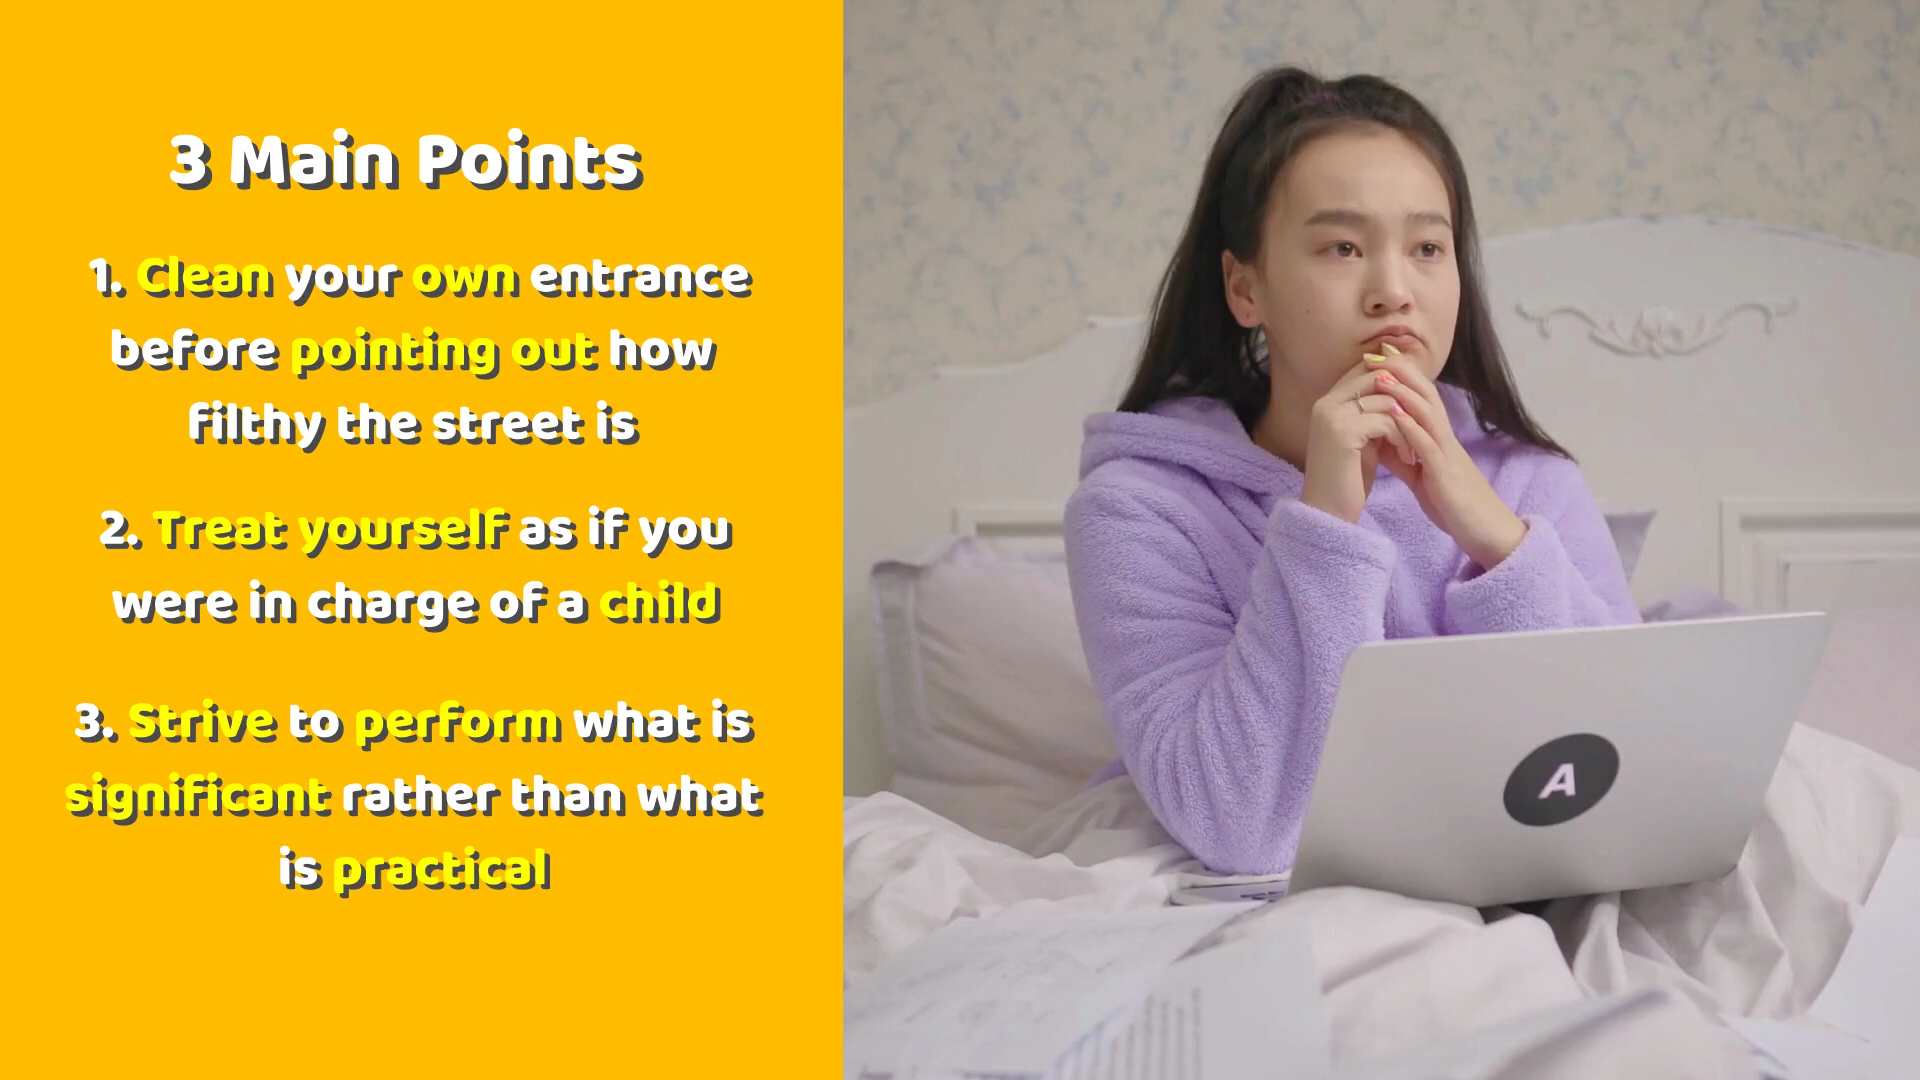 3 Main Points
1. Clean your own entrance
before pointing out how
filthy the street is
2. Treat yourself as if you
were in charge of a child
3. Strive to perform what is
significant rather than what
is practical
A